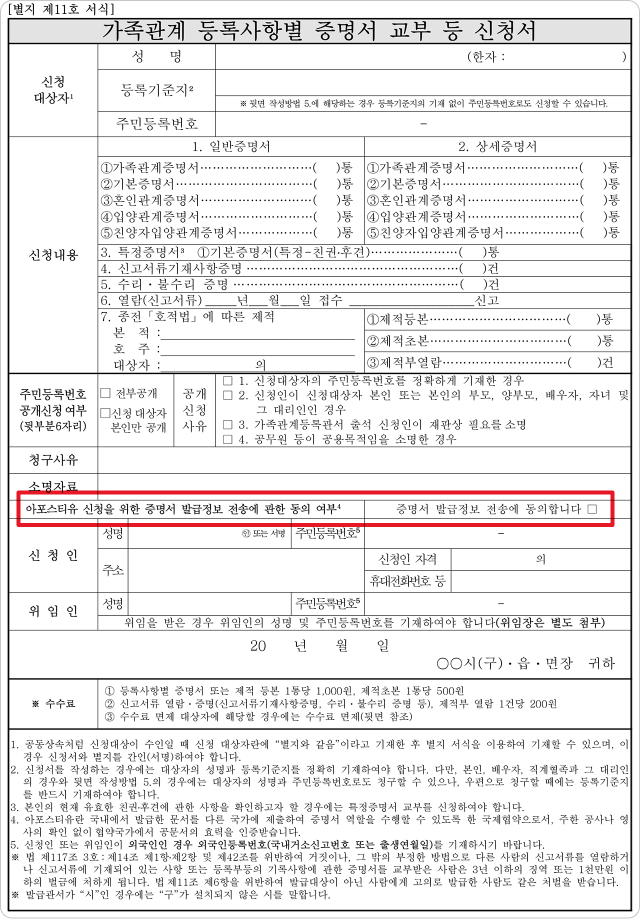 [별지 제11호 서식]
가족관계 등록사항별 증명서 교부 등 신청서
신청
대상자¹
성 명
(한자 : )
등록기준지²
※ 뒷면 작성방법 5.에 해당하는 경우 등록기준지의 기재 없이 주민등록번호로도 신청할 수 있습니다.
주민등록번호
–
신청내용
1. 일반증명서
2. 상세증명서
①가족관계증명서…………………………( )통
①가족관계증명서…………………………( )통
②기본증명서………………………………( )통
②기본증명서………………………………( )통
③혼인관계증명서…………………………( )통
③혼인관계증명서…………………………( )통
④입양관계증명서…………………………( )통
④입양관계증명서…………………………( )통
⑤친양자입양관계증명서…………………( )통
⑤친양자입양관계증명서…………………( )통
3. 특정증명서³ ①기본증명서(특정-친권·후견)……………………( )통
4. 신고서류기재사항증명 ……………………………………………………( )건
5. 수리・불수리 증명 ………………………………………………………( )건
6. 열람(신고서류)_____년___월___일 접수 ____________________신고
7. 종전「호적법」에 따른 제적
본 적 :
호 주 :
대상자 : 의
①제적등본…………………………………( )통
②제적초본…………………………………( )통
③제적부열람………………………………( )건
주민등록번호
공개신청 여부
(뒷부분6자리)
□ 전부공개
□신청 대상자
본인만 공개
공개
신청
사유
□ 1. 신청대상자의 주민등록번호를 정확하게 기재한 경우
□ 2. 신청인이 신청대상자 본인 또는 본인의 부모, 양부모, 배우자, 자녀 및
그 대리인인 경우
□ 3. 가족관계등록관서 출석 신청인이 재판상 필요를 소명
□ 4. 공무원 등이 공용목적임을 소명한 경우
청구사유
소명자료
아포스티유 신청을 위한 증명서 발급정보 전송에 관한 동의 여부⁴
증명서 발급정보 전송에 동의합니다 □
신 청 인
성명
㊞ 또는 서명
주민등록번호⁵
–
주소
신청인 자격
의
휴대전화번호 등
위 임 인
성명
주민등록번호⁵
–
위임을 받은 경우 위임인의 성명 및 주민등록번호를 기재하여야 합니다(위임장은 별도 첨부)
20 년 월 일
○○시(구)・읍・면장 귀하
※ 수수료
① 등록사항별 증명서 또는 제적 등본 1통당 1,000원, 제적초본 1통당 500원
② 신고서류 열람・증명(신고서류기재사항증명, 수리・불수리 증명 등), 제적부 열람 1건당 200원
③ 수수료 면제 대상자에 해당할 경우에는 수수료 면제(뒷면 참조)
1. 공동상속처럼 신청대상이 수인일 때 신청 대상자란에 “별지와 같음”이라고 기재한 후 별지 서식을 이용하여 기재할 수 있으며, 이
경우 신청서와 별지를 간인(서명)하여야 합니다.
2. 신청서를 작성하는 경우에는 대상자의 성명과 등록기준지를 정확히 기재하여야 합니다. 다만, 본인, 배우자, 직계혈족과 그 대리인
의 경우와 뒷면 작성방법 5.의 경우에는 대상자의 성명과 주민등록번호로도 청구할 수 있으나, 우편으로 청구할 때에는 등록기준지
를 반드시 기재하여야 합니다.
3. 본인의 현재 유효한 친권·후견에 관한 사항을 확인하고자 할 경우에는 특정증명서 교부를 신청하여야 합니다.
4. 아포스티유란 국내에서 발급한 문서를 다른 국가에 제출하여 증명서 역할을 수행할 수 있도록 한 국제협약으로서, 주한 공사나 영
사의 확인 없이 협약국가에서 공문서의 효력을 인증받습니다.
5. 신청인 또는 위임인이 외국인인 경우 외국인등록번호(국내거소신고번호 또는 출생연월일)를 기재하시기 바랍니다.
※ 법 제117조 3호·제14조 제1항·제2항 및 제42조를 위반하여 거짓이나, 그 밖의 부정한 방법으로 다른 사람의 신고서류를 열람하거
나 신고서류에 기재되어 있는 사항 또는 등록부등의 기록사항에 관한 증명서를 교부받은 사람은 3년 이하의 징역 또는 1천만원 이
하의 벌금에 처하게 됩니다. 법 제11조 제6항을 위반하여 발급대상이 아닌 사람에게 고의로 발급한 사람도 같은 처벌을 받습니다.
※ 발급관서가 “시”인 경우에는 “구”가 설치되지 않은 시를 말합니다.